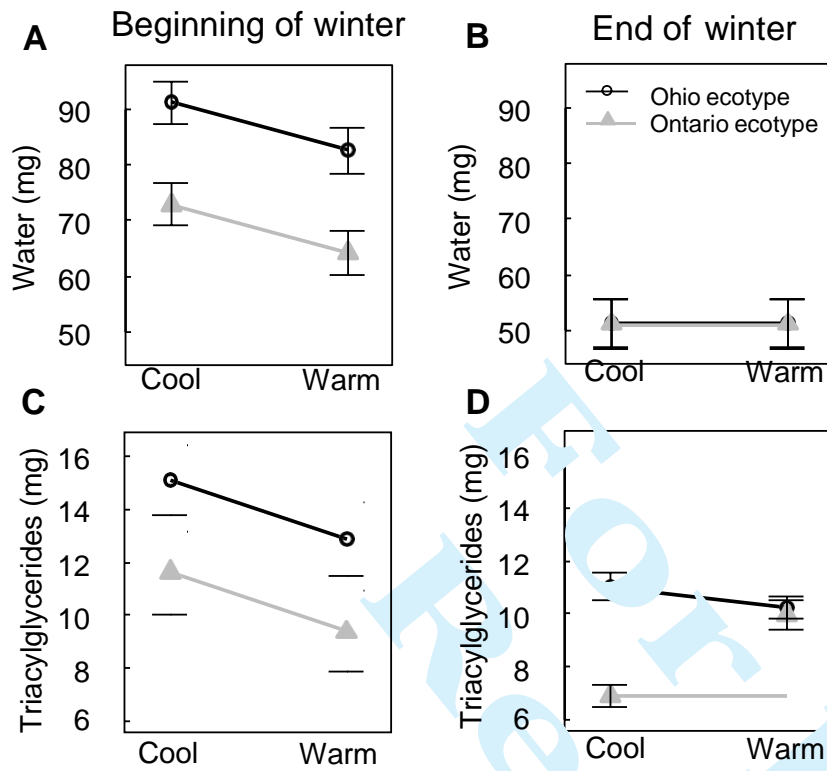 A
Beginning of winter
B
End of winter
Water (mg)
90
80
70
60
50
Cool
Warm
Water (mg)
90
80
70
60
50
Ohio ecotype
Ontario ecotype
Cool
Warm
C
Triacylglycerides (mg)
16
14
12
10
8
6
Cool
Warm
D
Triacylglycerides (mg)
16
14
12
10
8
6
Cool
Warm
For
Re